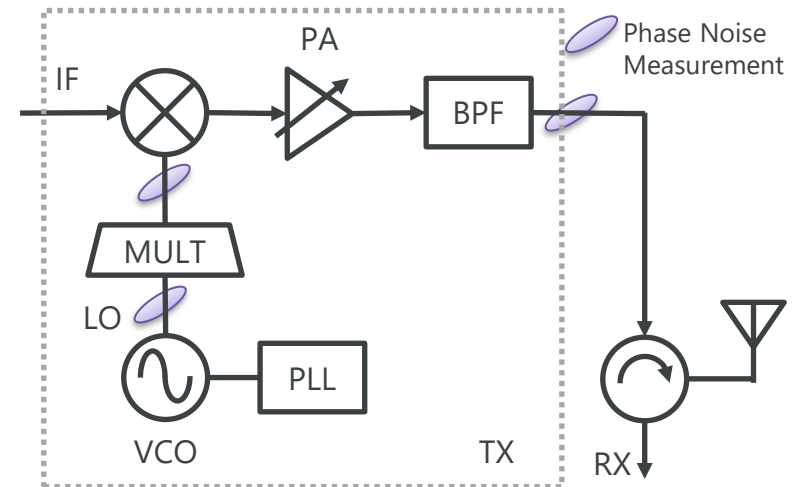 PA
Phase Noise
Measurement
IF
BPF
MULT
LO
PLL
VCO
TX
RX